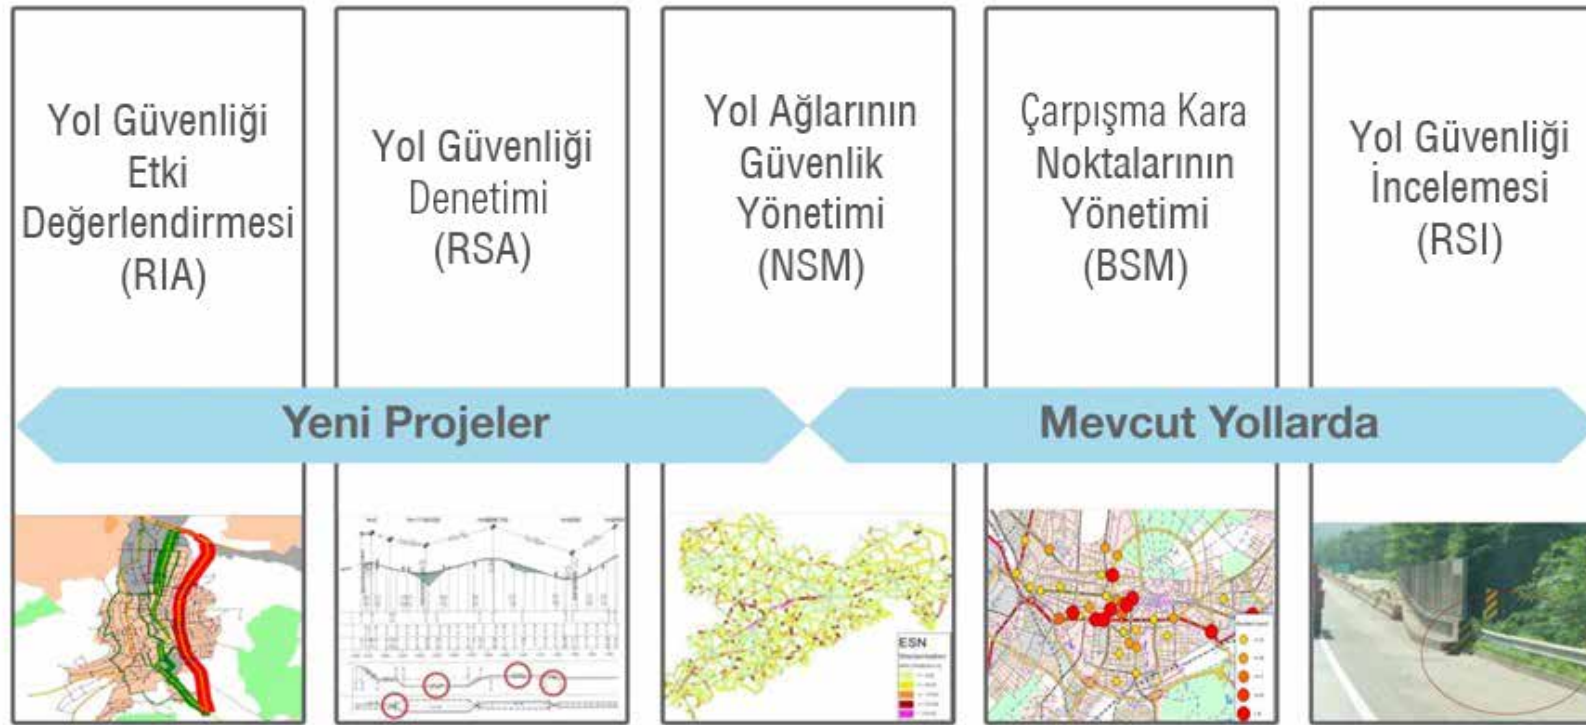 Yol Güvenliği
Etki
Değerlendirmesi
(RIA)
Yol Güvenliği
Denetimi
(RSA)
Yol Ağlarının
Güvenlik
Yönetimi
(NSM)
Çarpışma Kara
Noktalarının
Yönetimi
(BSM)
Yol Güvenliği
İncelemesi
(RSI)
Yeni Projeler
Mevcut Yollarda
ESN